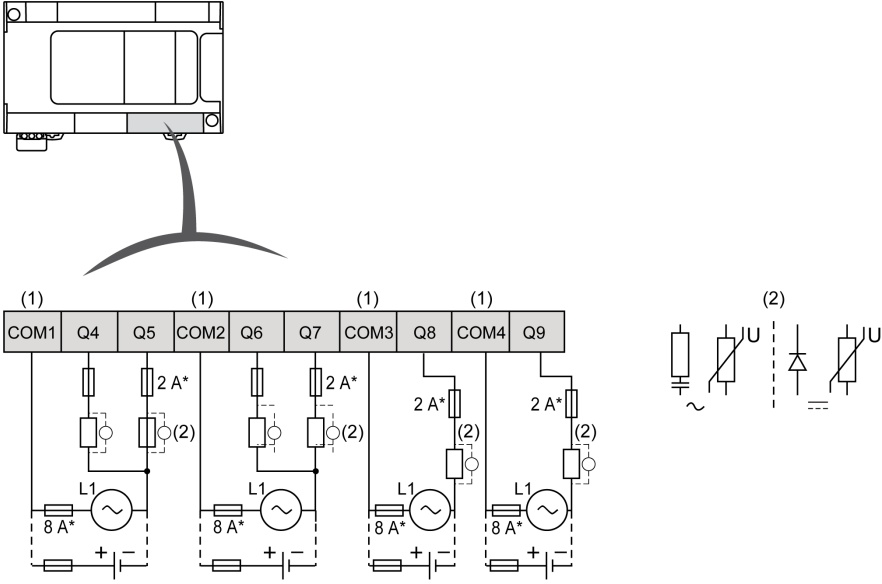 (1) (1) (1) (1) (2)
COM1 Q4 Q5 COM2 Q6 Q7 COM3 Q8 COM4 Q9
U U
2 A* 2 A*
2 A* 2 A*
(2) (2) (2) (2)
L1 L1 L1 L1
8 A* 8 A* 8 A* 8 A*
+ − + − + − + −